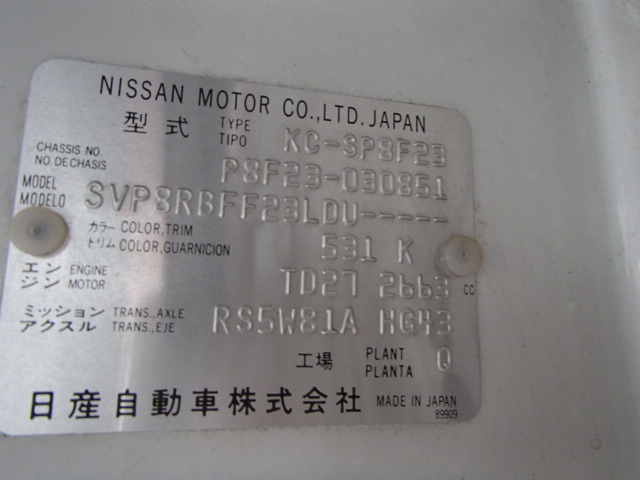 NISSAN MOTOR CO.,LTD. JAPAN
型式 TYPE TIPO KC-SP8F23
CHASSIS NO. NO. DE CHASIS P8F23-030851
MODEL MODELO SVP8RBFF23LDU-----
カラー COLOR, TRIM
トリム COLOR, GUARNICION 531 K
エンジン ENGINE MOTOR TD27 2663 CC
ミッション TRANS., AXLE
アクスル TRANS., EJE RS5W81A HG43
工場 PLANT PLANTA Q
日産自動車株式会社 MADE IN JAPAN
89909